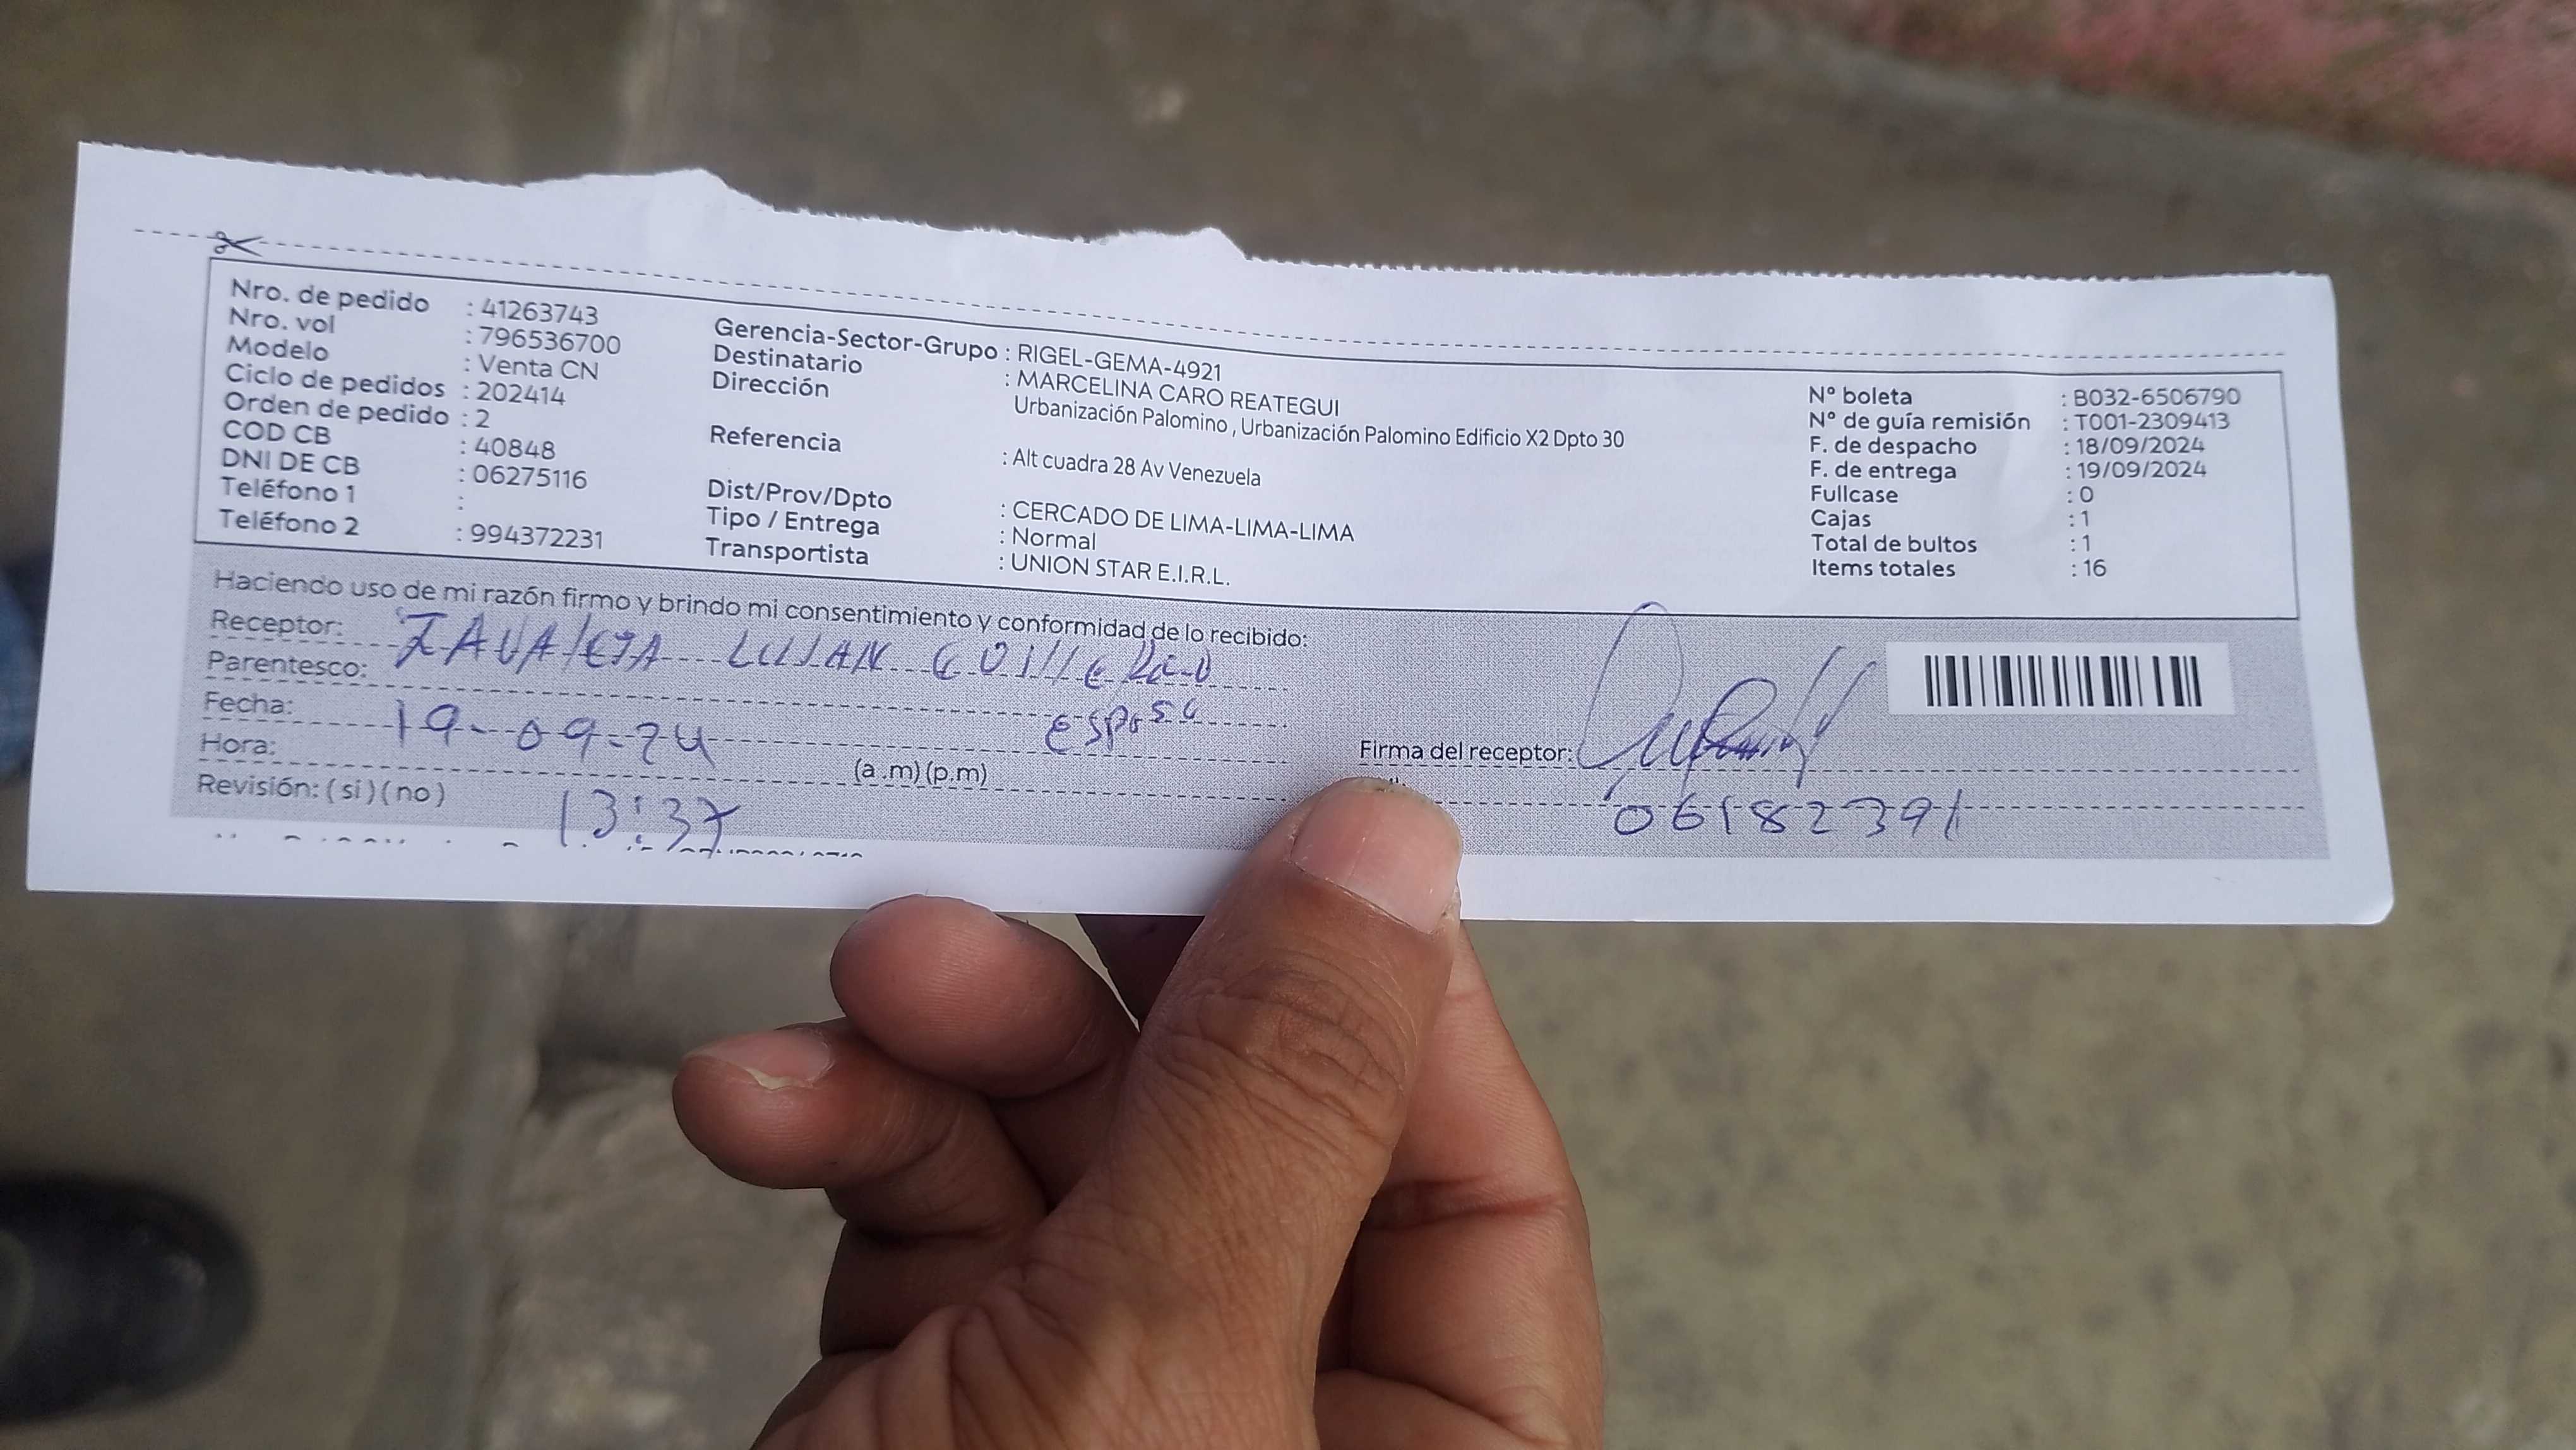 Nro. de pedido : 41263743
Nro. vol : 796536700
Modelo : Venta CN
Ciclo de pedidos : 202414
Orden de pedido : 2
COD CB : 40848
DNI DE CB : 06275116
Teléfono 1 :
Teléfono 2 : 994372231
Gerencia-Sector-Grupo : RIGEL-GEMA-4921
Destinatario : MARCELINA CARO REATEGUI
Dirección Urbanización Palomino , Urbanización Palomino Edificio X2 Dpto 30
Referencia : Alt cuadra 28 Av Venezuela
Dist/Prov/Dpto : CERCADO DE LIMA-LIMA-LIMA
Tipo / Entrega : Normal
Transportista : UNION STAR E.I.R.L.
Nº boleta : B032-6506790
Nº de guía remisión : T001-2309413
F. de despacho : 18/09/2024
F. de entrega : 19/09/2024
Fullcase : 0
Cajas : 1
Total de bultos : 1
Items totales : 16
Haciendo uso de mi razón firmo y brindo mi consentimiento y conformidad de lo recibido:
Receptor: ZAVALETA LUJAN
Parentesco: esposo
Fecha: 19-09-24
Hora: 13:37 (a.m) (p.m)
Revisión: ( si ) ( no )
Firma del receptor:
06182391